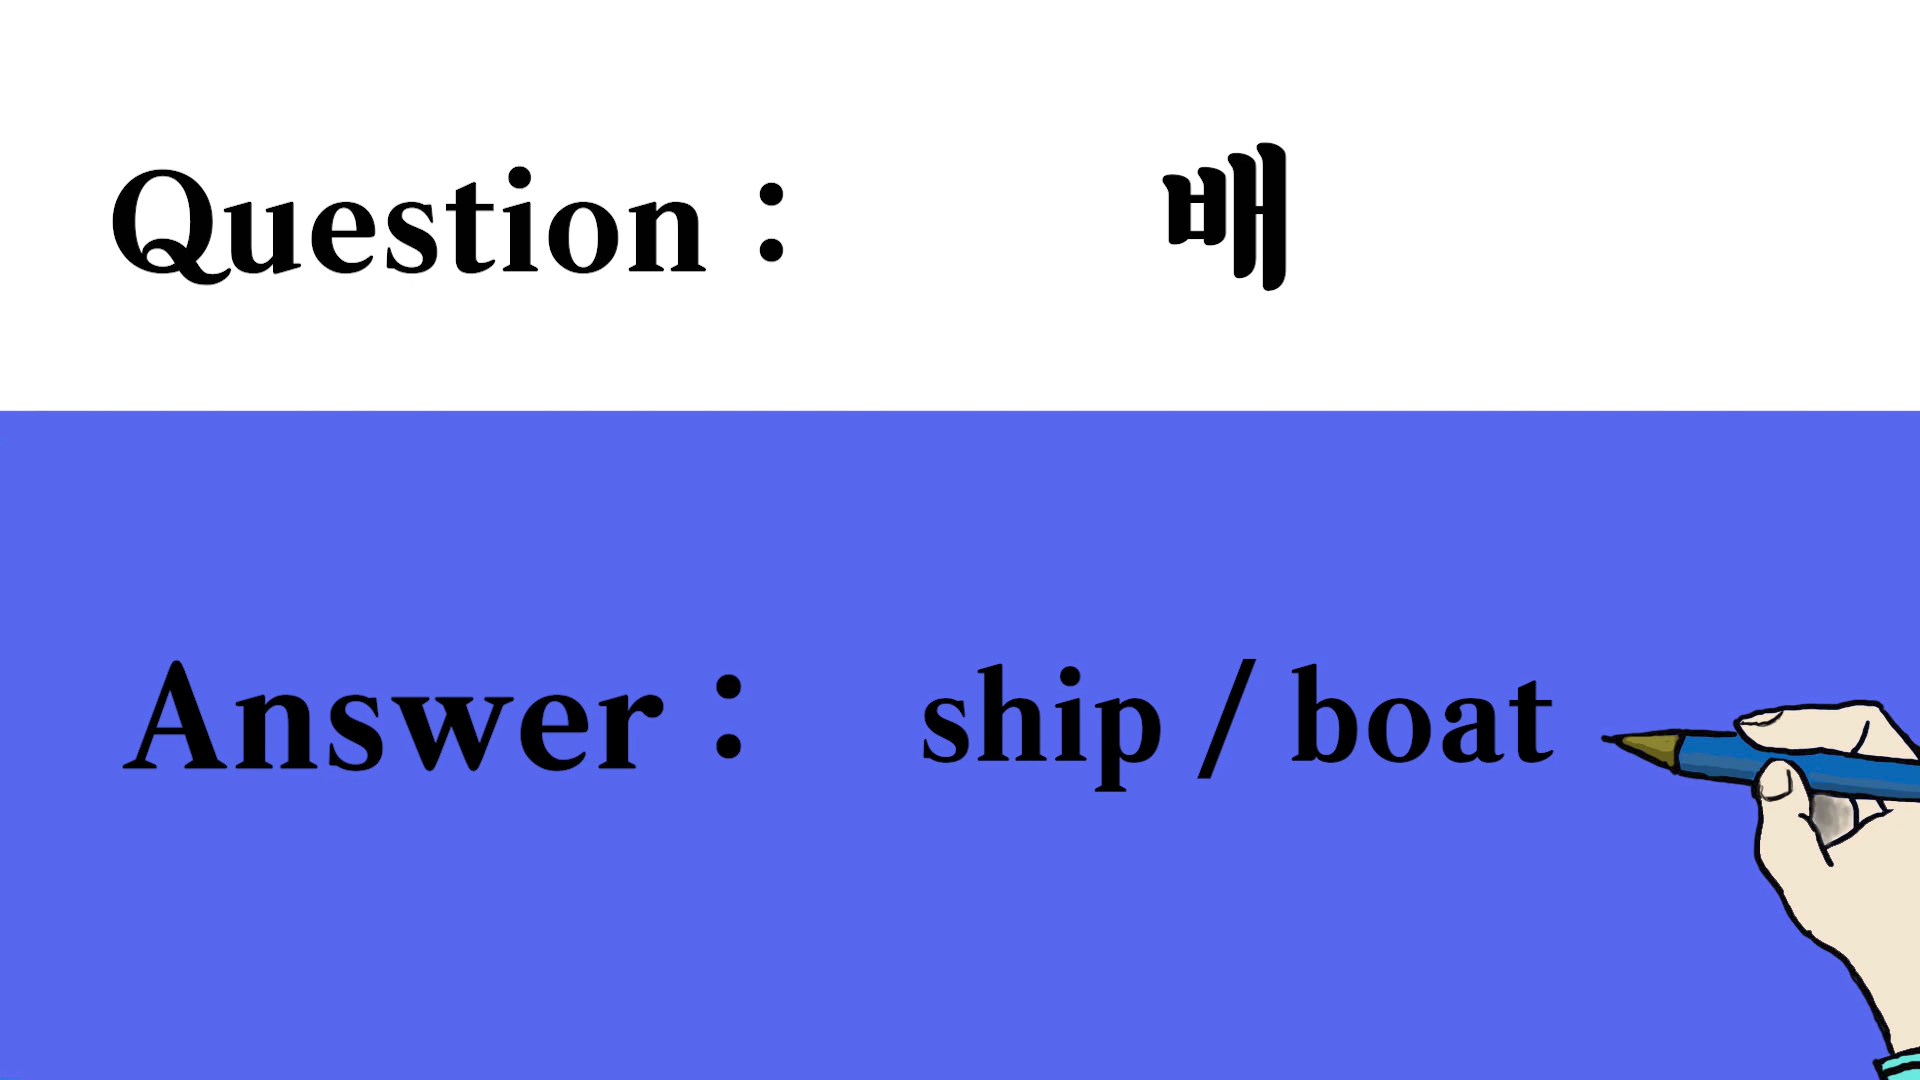 Question : 배
Answer : ship / boat